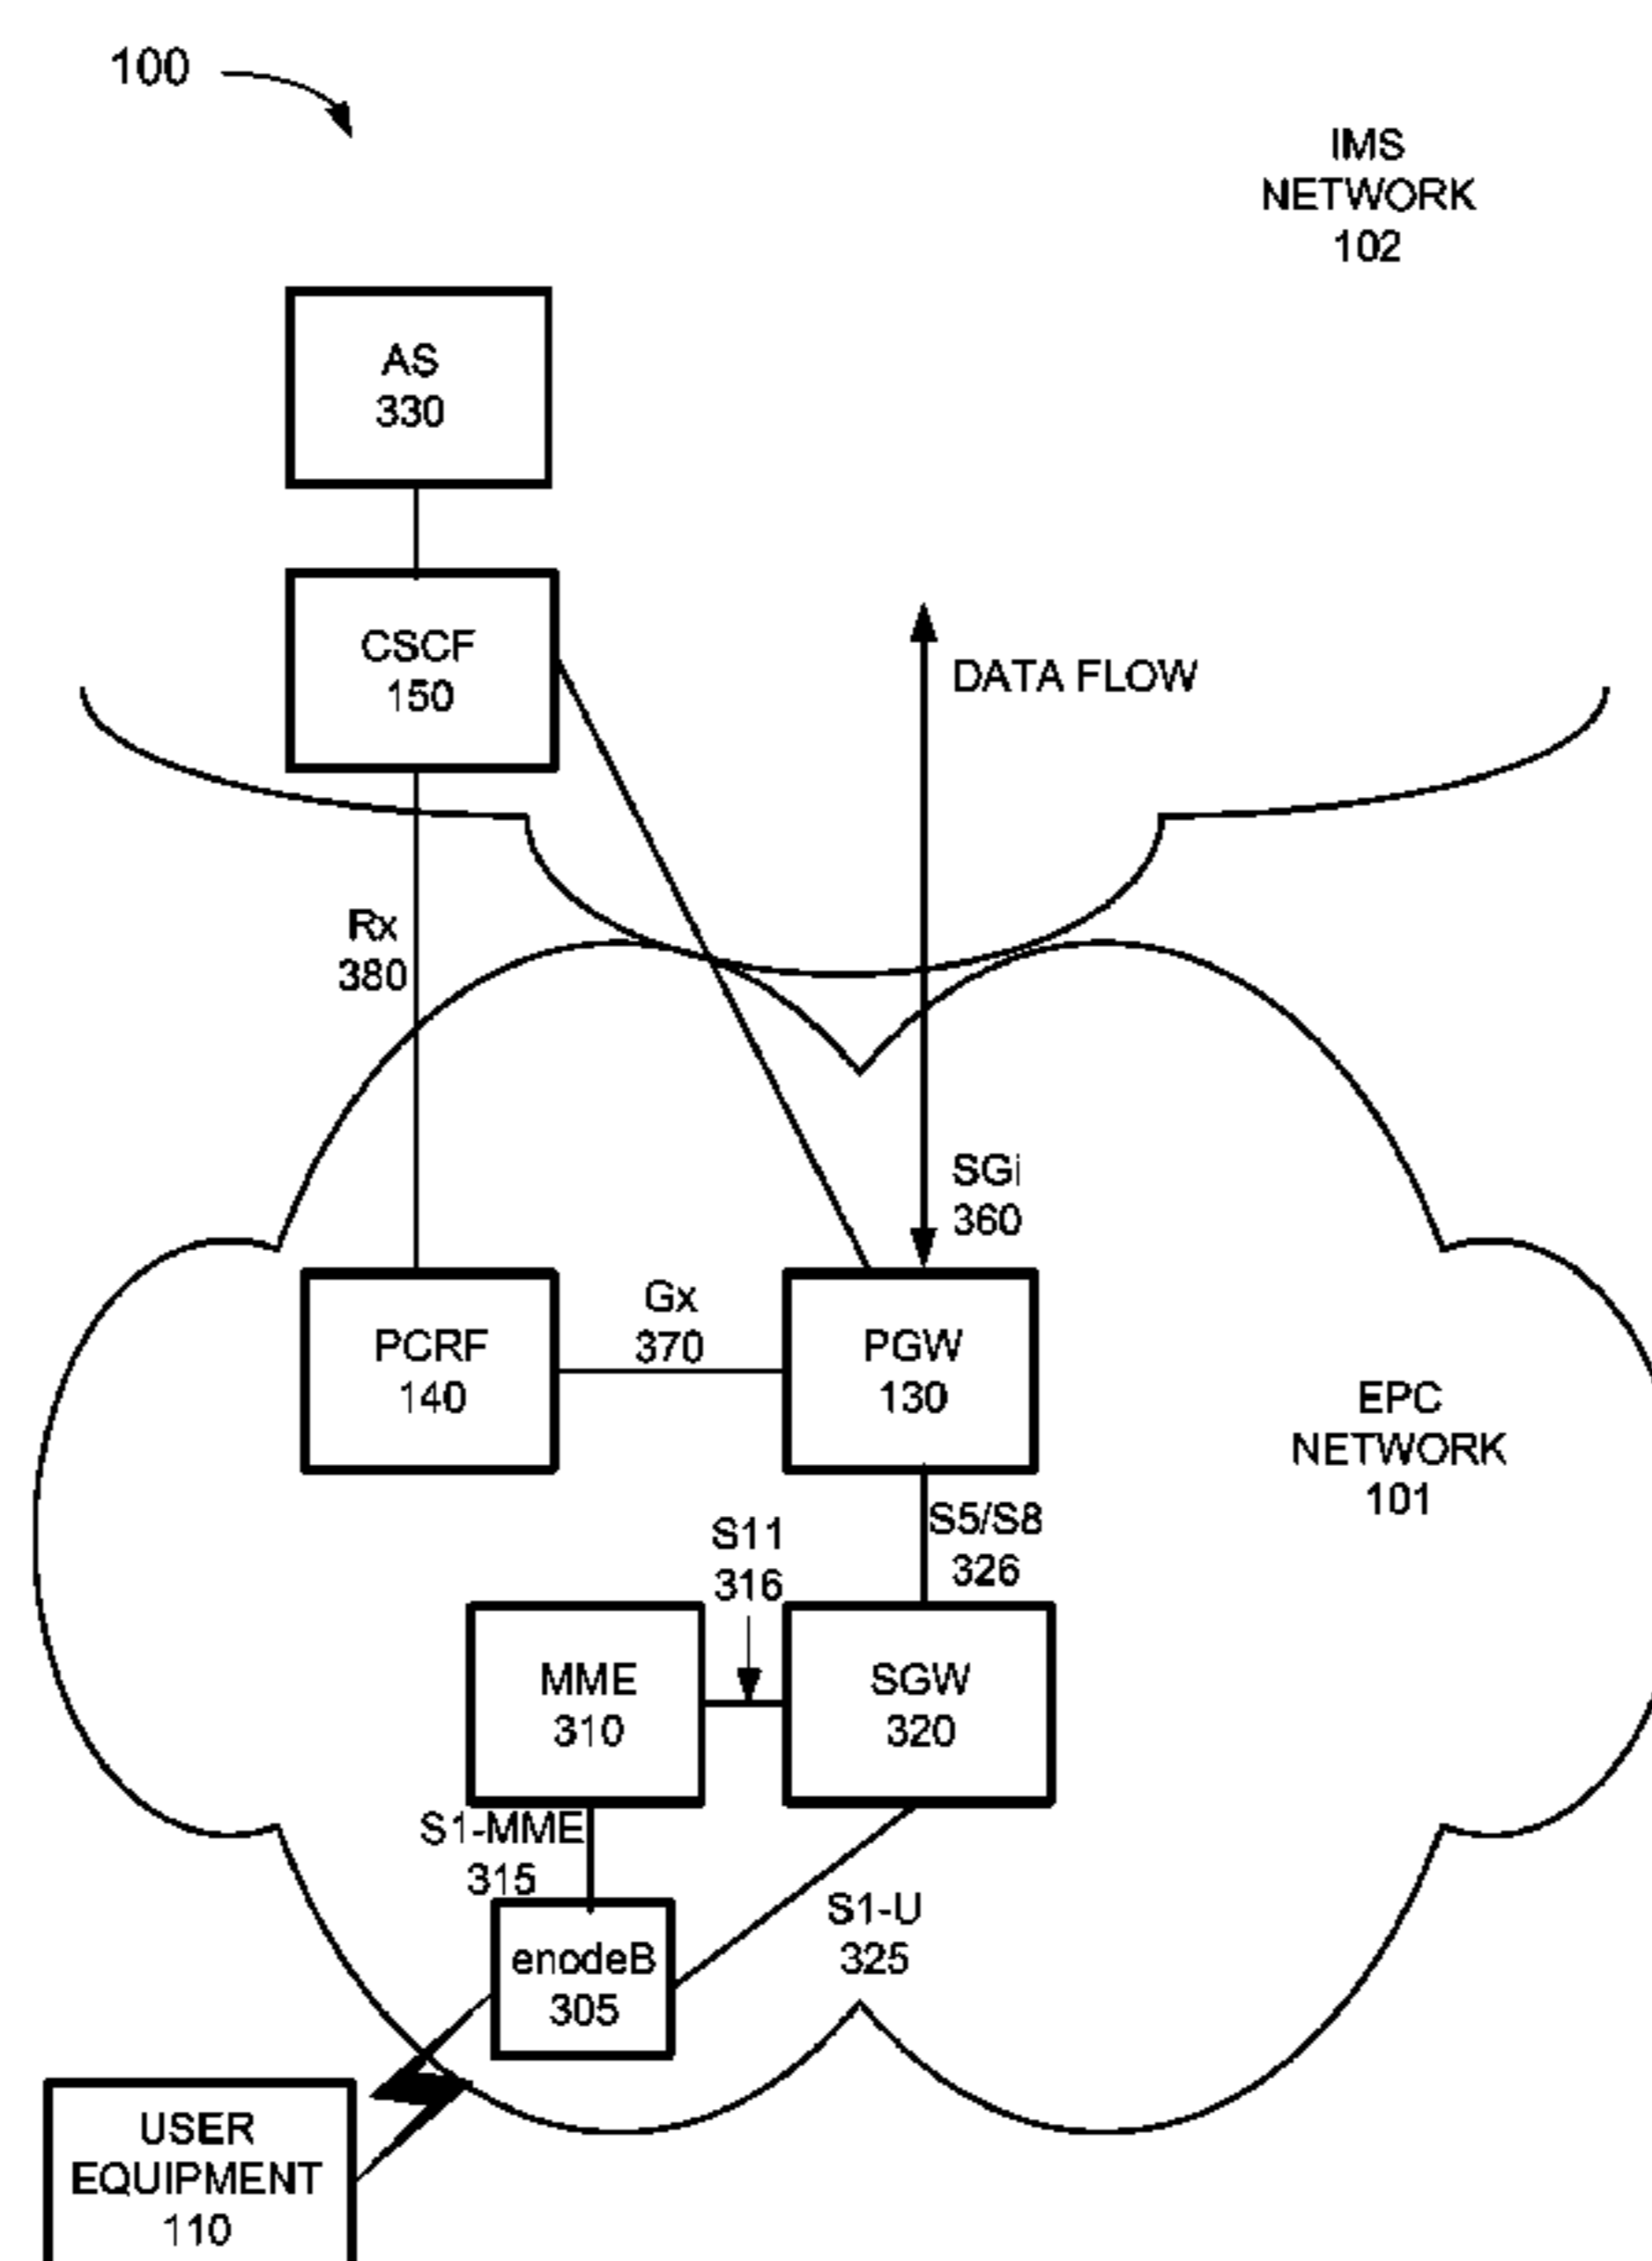 100
IMS
NETWORK
102
AS
330
CSCF
150
DATA FLOW
Rx
380
SGi
360
Gx
370
PCRF
140
PGW
130
EPC
NETWORK
101
S5/S8
326
S11
316
MME
310
SGW
320
S1-MME
315
S1-U
325
enodeB
305
USER
EQUIPMENT
110